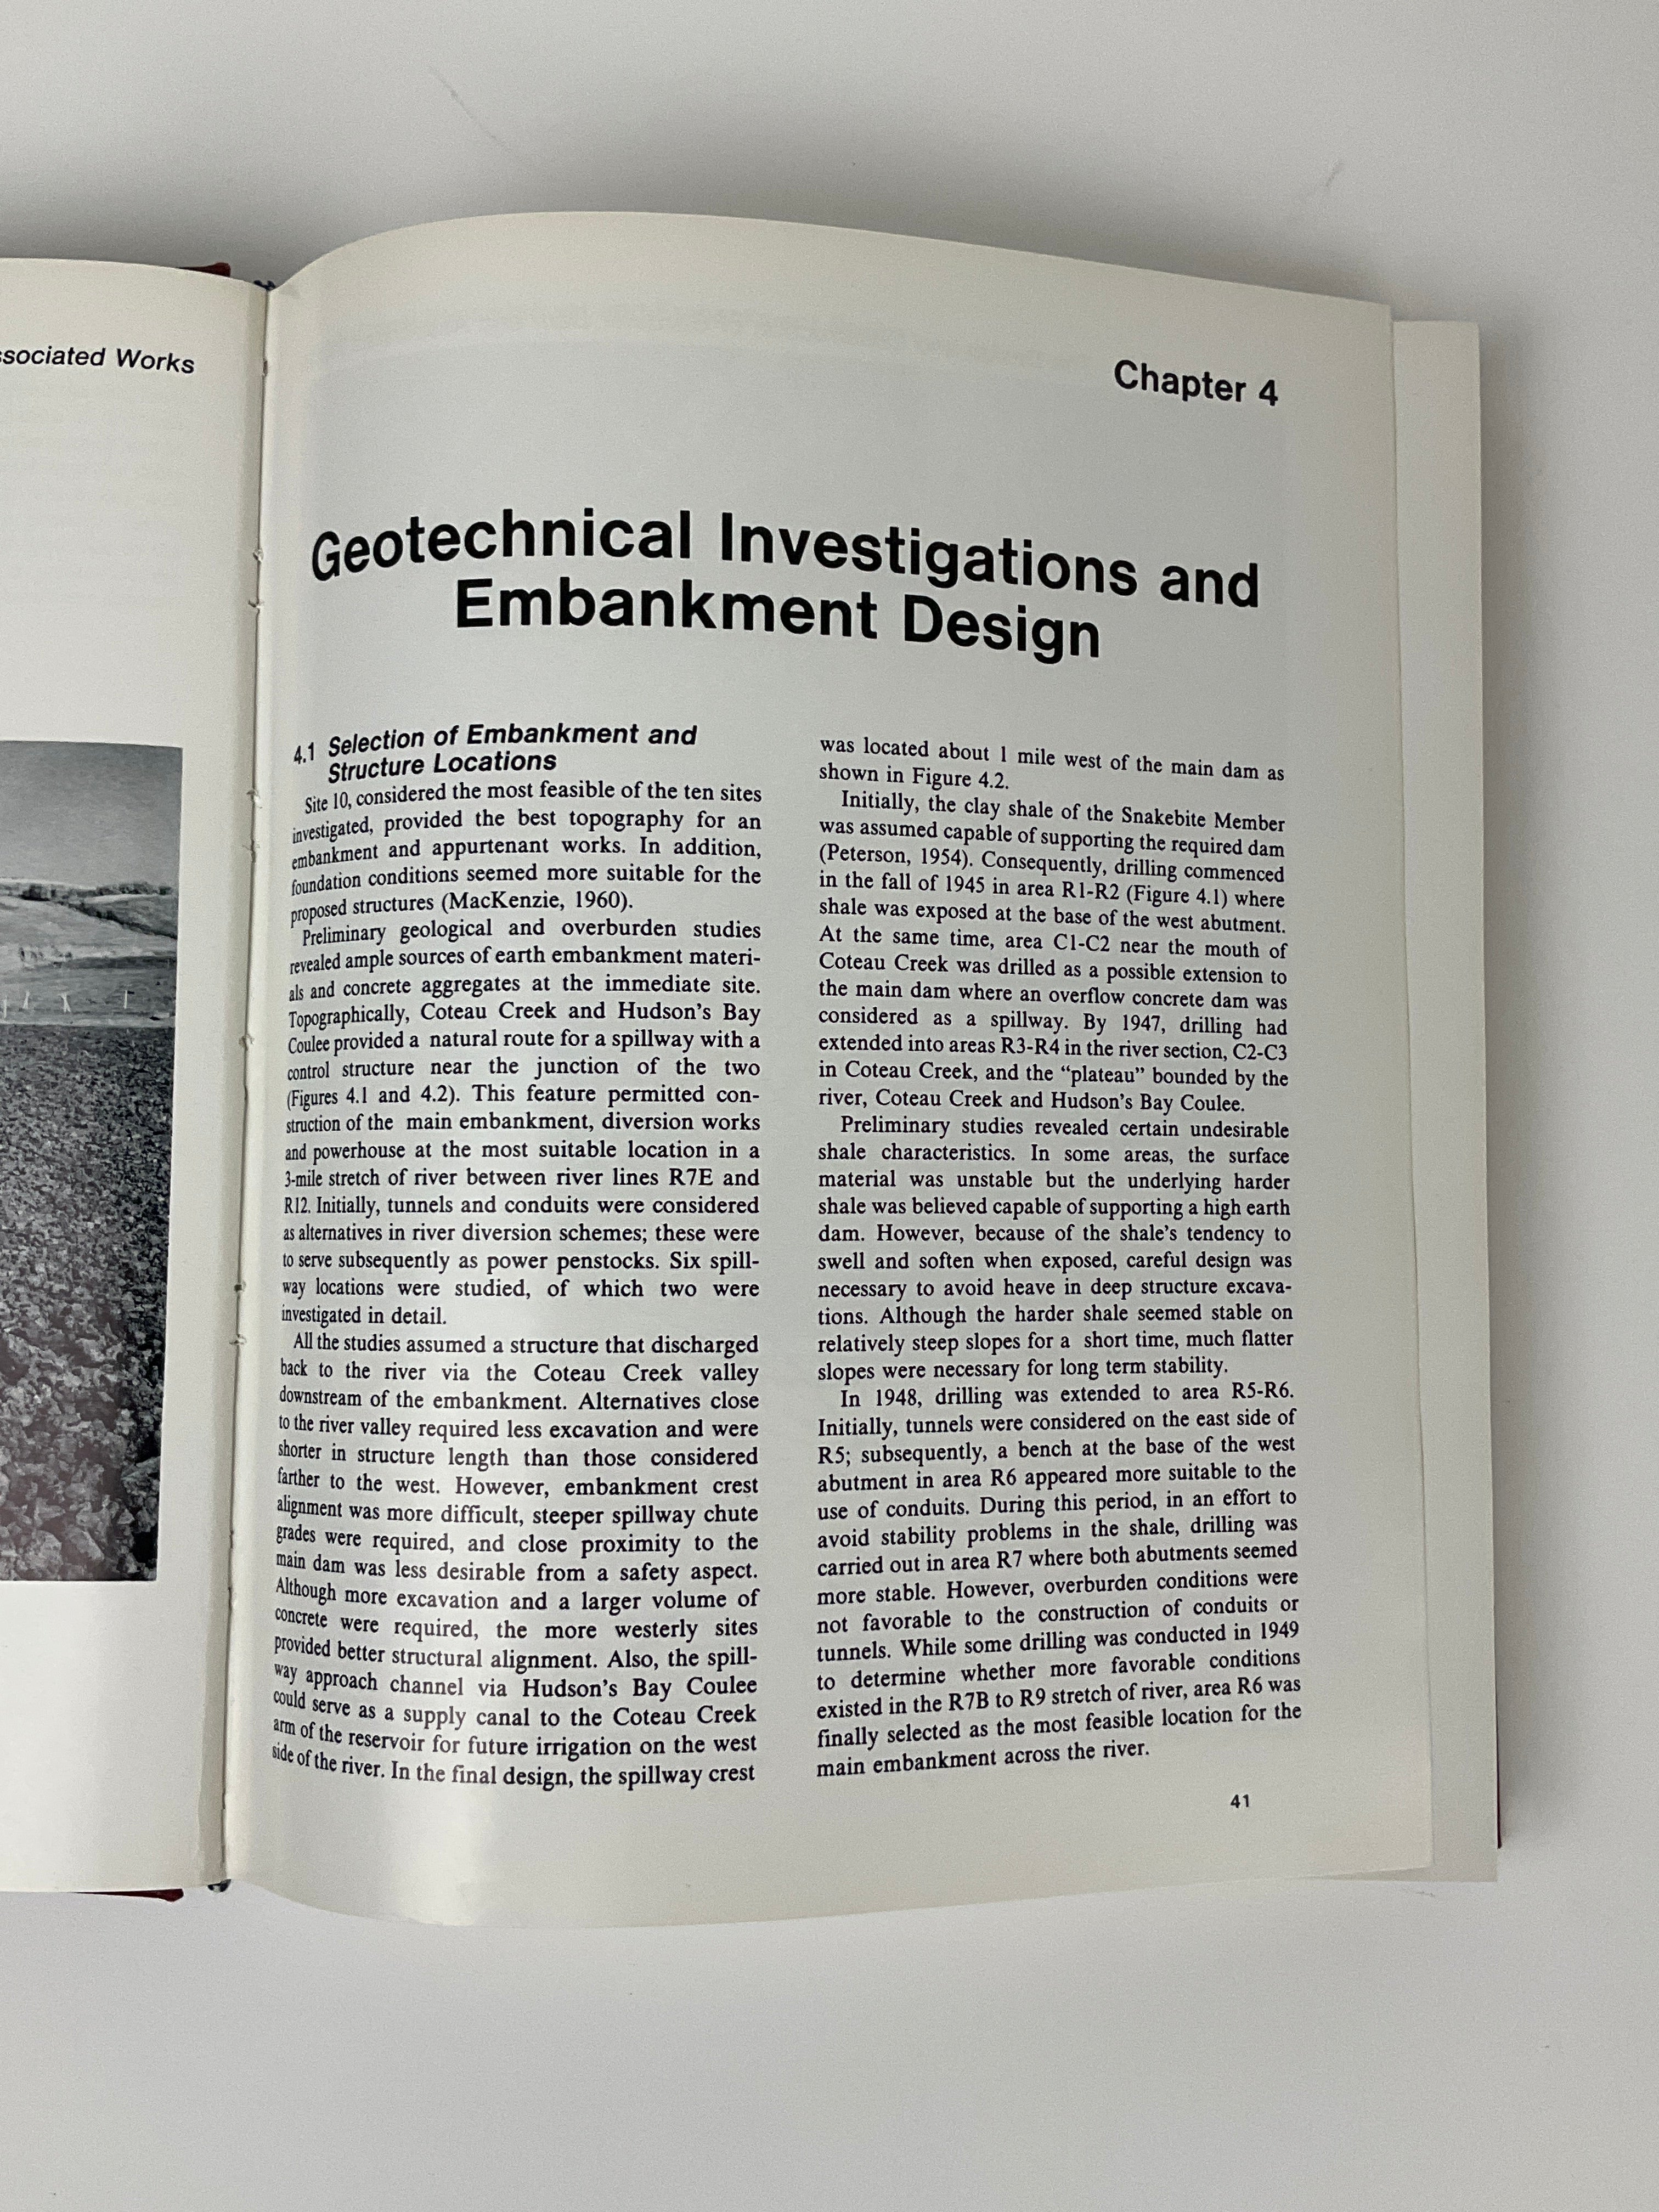 ssociated Works
Chapter 4
Geotechnical Investigations and
Embankment Design
4.1 Selection of Embankment and
Structure Locations
Site 10, considered the most feasible of the ten sites
investigated, provided the best topography for an
embankment and appurtenant works. In addition,
foundation conditions seemed more suitable for the
proposed structures (MacKenzie, 1960).
Preliminary geological and overburden studies
revealed ample sources of earth embankment materi-
als and concrete aggregates at the immediate site.
Topographically, Coteau Creek and Hudson's Bay
Coulee provided a natural route for a spillway with a
control structure near the junction of the two
(Figures 4.1 and 4.2). This feature permitted con-
struction of the main embankment, diversion works
and powerhouse at the most suitable location in a
3-mile stretch of river between river lines R7E and
R12. Initially, tunnels and conduits were considered
as alternatives in river diversion schemes; these were
to serve subsequently as power penstocks. Six spill-
way locations were studied, of which two were
investigated in detail.
All the studies assumed a structure that discharged
back to the river via the Coteau Creek valley
downstream of the embankment. Alternatives close
to the river valley required less excavation and were
shorter in structure length than those considered
farther to the west. However, embankment crest
alignment was more difficult, steeper spillway chute
grades were required, and close proximity to the
main dam was less desirable from a safety aspect.
Although more excavation and a larger volume of
concrete were required, the more westerly sites
provided better structural alignment. Also, the spill-
way approach channel via Hudson's Bay Coulee
could serve as a supply canal to the Coteau Creek
arm of the reservoir for future irrigation on the west
side of the river. In the final design, the spillway crest
was located about 1 mile west of the main dam as
shown in Figure 4.2.
Initially, the clay shale of the Snakebite Member
was assumed capable of supporting the required dam
(Peterson, 1954). Consequently, drilling commenced
in the fall of 1945 in area R1-R2 (Figure 4.1) where
shale was exposed at the base of the west abutment.
At the same time, area C1-C2 near the mouth of
Coteau Creek was drilled as a possible extension to
the main dam where an overflow concrete dam was
considered as a spillway. By 1947, drilling had
extended into areas R3-R4 in the river section, C2-C3
in Coteau Creek, and the "plateau" bounded by the
river, Coteau Creek and Hudson's Bay Coulee.
Preliminary studies revealed certain undesirable
shale characteristics. In some areas, the surface
material was unstable but the underlying harder
shale was believed capable of supporting a high earth
dam. However, because of the shale's tendency to
swell and soften when exposed, careful design was
necessary to avoid heave in deep structure excava-
tions. Although the harder shale seemed stable on
relatively steep slopes for a short time, much flatter
slopes were necessary for long term stability.
In 1948, drilling was extended to area R5-R6.
Initially, tunnels were considered on the east side of
R5; subsequently, a bench at the base of the west
abutment in area R6 appeared more suitable to the
use of conduits. During this period, in an effort to
avoid stability problems in the shale, drilling was
carried out in area R7 where both abutments seemed
more stable. However, overburden conditions were
not favorable to the construction of conduits or
tunnels. While some drilling was conducted in 1949
to determine whether more favorable conditions
existed in the R7B to R9 stretch of river, area R6 was
finally selected as the most feasible location for the
main embankment across the river.
41